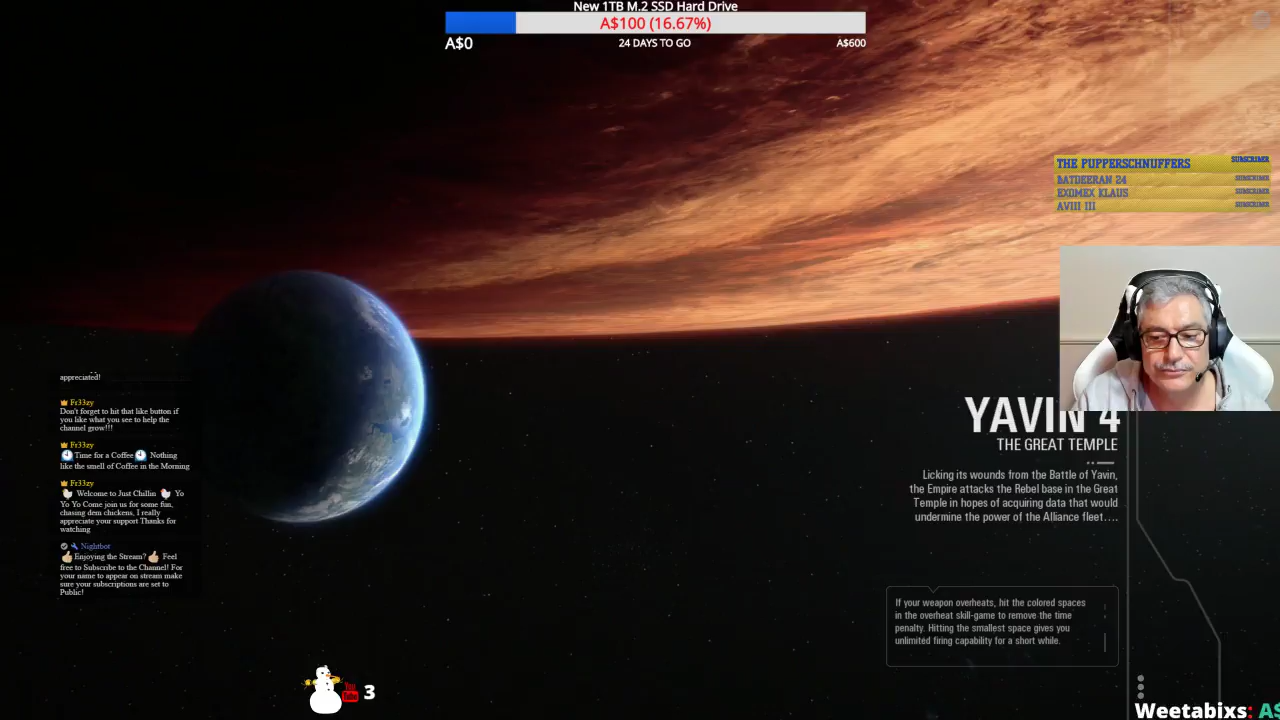 New 1TB M.2 SSD Hard Drive
A$100 (16.67%)
A$0
24 DAYS TO GO
A$600
THE PUPPERSCHNUFFERS SUBSCRIBER
BATDEERAN 24 SUBSCRIBER
EXOMEX KLAUS SUBSCRIBER
AVIII III SUBSCRIBER
appreciated!
Fr33zy
Don't forget to hit that like button if
you like what you see to help the
channel grow!!!
Fr33zy
Time for a Coffee Nothing
like the smell of Coffee in the Morning
Fr33zy
Welcome to Just Chillin Yo
Yo Yo Come join us for some fun,
chasing dem chickens, I really
appreciate your support Thanks for
watching
Nightbot
Enjoying the Stream? Feel
free to Subscribe to the Channel! For
your name to appear on stream make
sure your subscriptions are set to
Public!
YAVIN 4
THE GREAT TEMPLE
Licking its wounds from the Battle of Yavin,
the Empire attacks the Rebel base in the Great
Temple in hopes of acquiring data that would
undermine the power of the Alliance fleet....
If your weapon overheats, hit the colored spaces
in the overheat skill-game to remove the time
penalty. Hitting the smallest space gives you
unlimited firing capability for a short while.
You
3
Weetabixs: A$